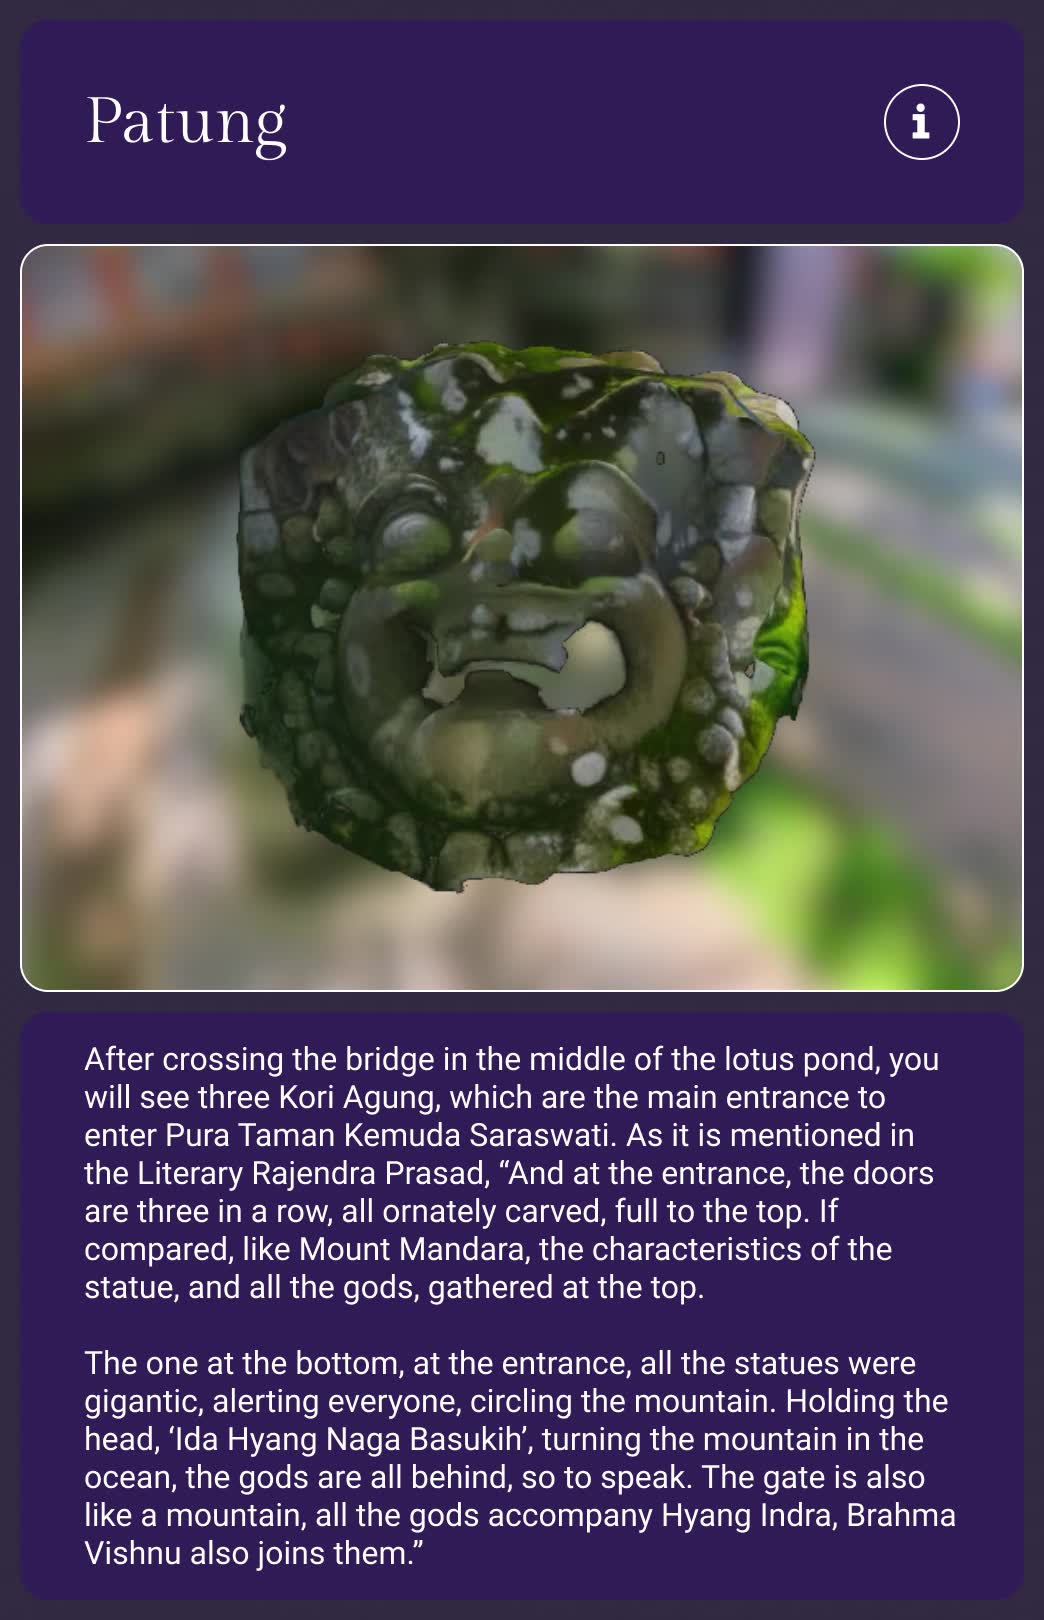 Patung
i
After crossing the bridge in the middle of the lotus pond, you
will see three Kori Agung, which are the main entrance to
enter Pura Taman Kemuda Saraswati. As it is mentioned in
the Literary Rajendra Prasad, “And at the entrance, the doors
are three in a row, all ornately carved, full to the top. If
compared, like Mount Mandara, the characteristics of the
statue, and all the gods, gathered at the top.
The one at the bottom, at the entrance, all the statues were
gigantic, alerting everyone, circling the mountain. Holding the
head, ‘Ida Hyang Naga Basukih’, turning the mountain in the
ocean, the gods are all behind, so to speak. The gate is also
like a mountain, all the gods accompany Hyang Indra, Brahma
Vishnu also joins them.”